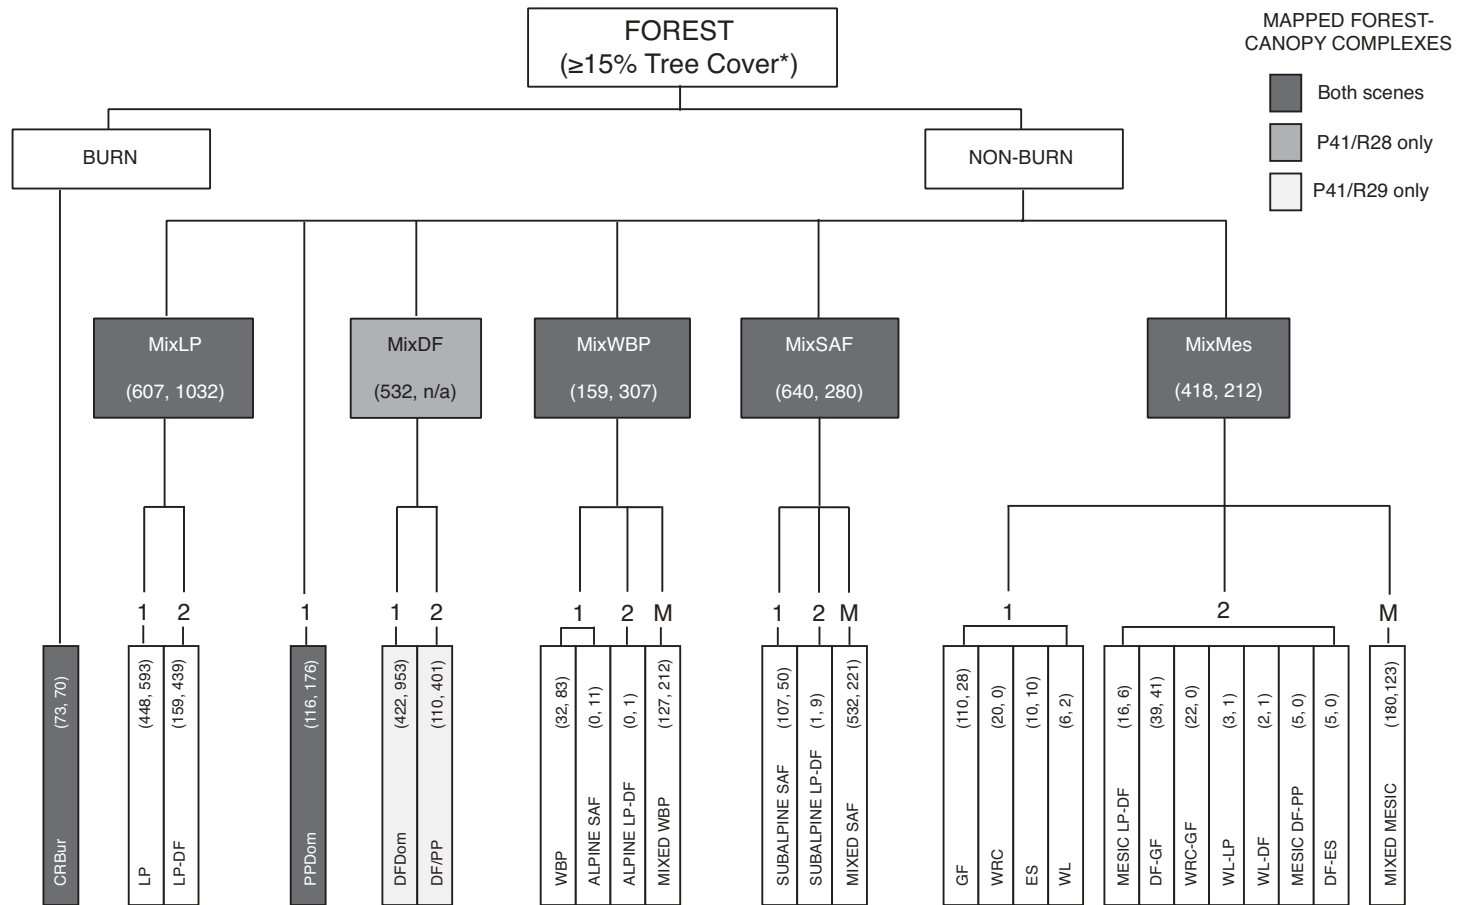 FOREST
(≥15% Tree Cover*)
MAPPED FOREST-
CANOPY COMPLEXES
Both scenes
P41/R28 only
P41/R29 only
BURN
NON-BURN
MixLP
(607, 1032)
MixDF
(532, n/a)
MixWBP
(159, 307)
MixSAF
(640, 280)
MixMes
(418, 212)
1
2
1
1
2
1
2
M
1
2
M
1
2
M
CRBur (73, 70)
LP (448, 593)
LP-DF (159, 439)
PPDom (116, 176)
DFDom (422, 953)
DF/PP (110, 401)
WBP (32, 83)
ALPINE SAF (0, 11)
ALPINE LP-DF (0, 1)
MIXED WBP (127, 212)
SUBALPINE SAF (107, 50)
SUBALPINE LP-DF (1, 9)
MIXED SAF (532, 221)
GF (110, 28)
WRC (20, 0)
ES (10, 10)
WL (6, 2)
MESIC LP-DF (16, 6)
DF-GF (39, 41)
WRC-GF (22, 0)
WL-LP (3, 1)
WL-DF (2, 1)
MESIC DF-PP (5, 0)
DF-ES (5, 0)
MIXED MESIC (180,123)